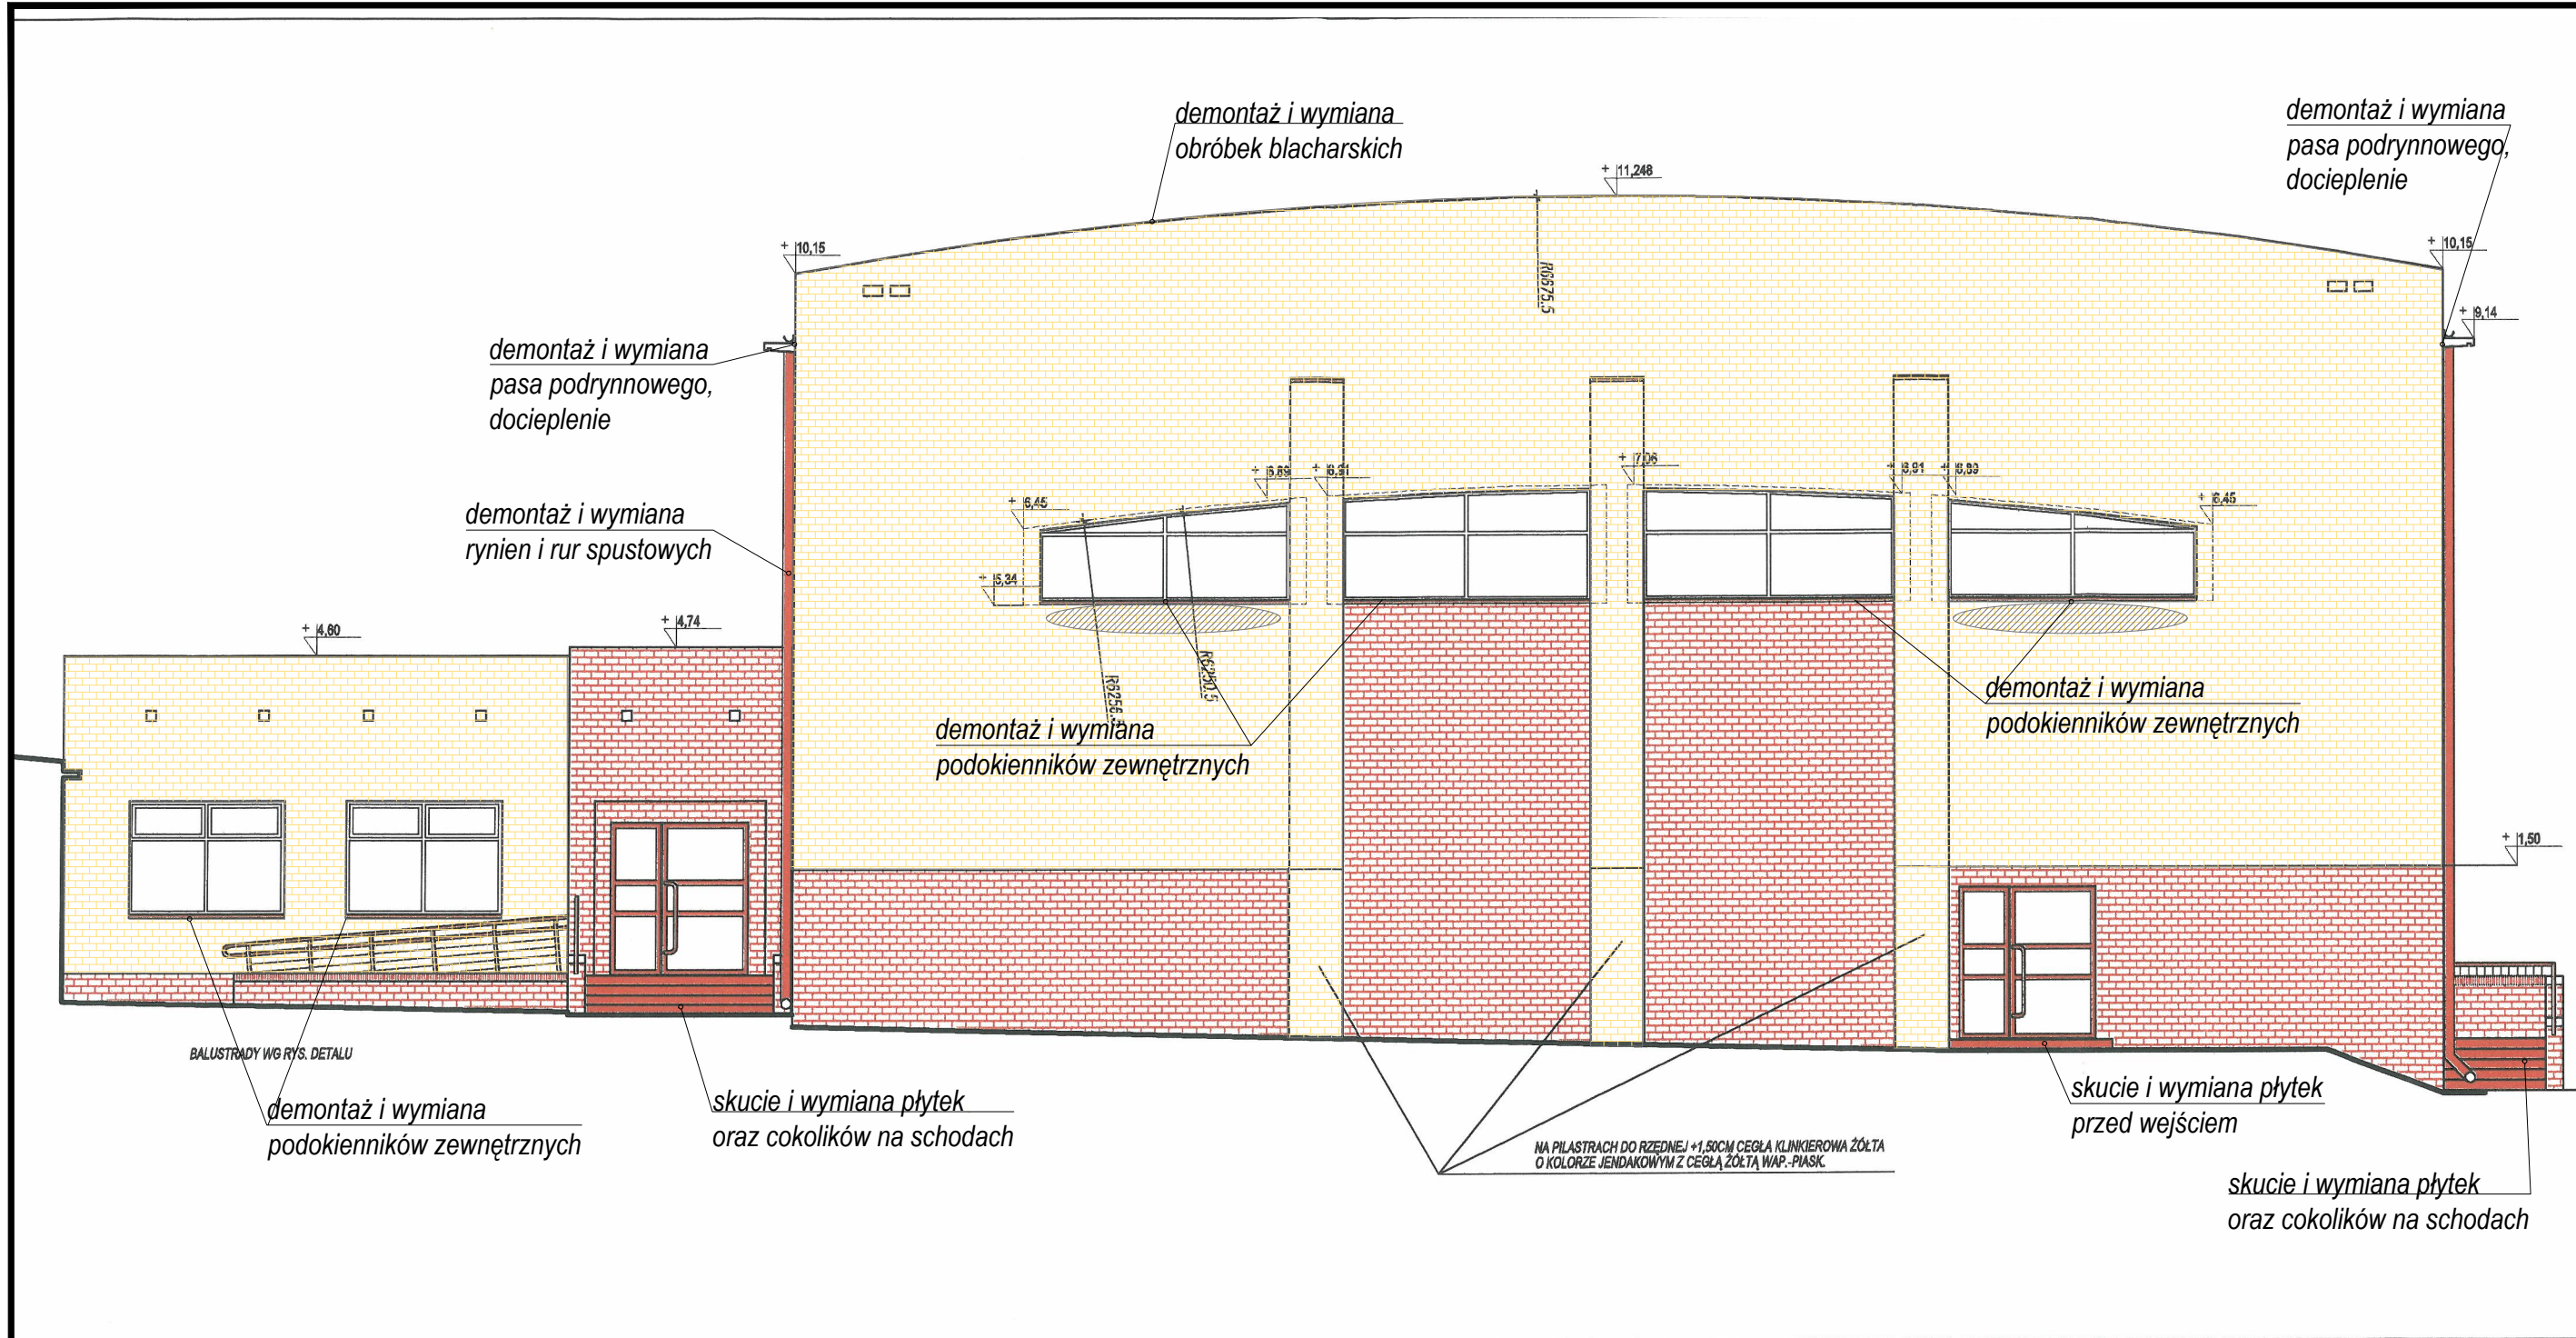 demontaż i wymiana
obróbek blacharskich
demontaż i wymiana
pasa podrynnowego,
docieplenie
+ 11,248
+ 10,15
+ 10,15
R6675.5
+ 9,14
demontaż i wymiana
pasa podrynnowego,
docieplenie
+ 6,89
+ 6,91
+ 7,06
+ 6,91
+ 6,89
+ 6,45
+ 6,45
demontaż i wymiana
rynien i rur spustowych
+ 5,34
+ 4,60
+ 4,74
R6250.5
demontaż i wymiana
podokienników zewnętrznych
demontaż i wymiana
podokienników zewnętrznych
+ 1,50
BALUSTRADY WG RYS. DETALU
demontaż i wymiana
podokienników zewnętrznych
skucie i wymiana płytek
oraz cokolików na schodach
NA PILASTRACH DO RZĘDNEJ +1,50CM CEGŁA KLINKIEROWA ŻÓŁTA
O KOLORZE JENDAKOWYM Z CEGŁĄ ŻÓŁTĄ WAP.-PIASK.
skucie i wymiana płytek
przed wejściem
skucie i wymiana płytek
oraz cokolików na schodach